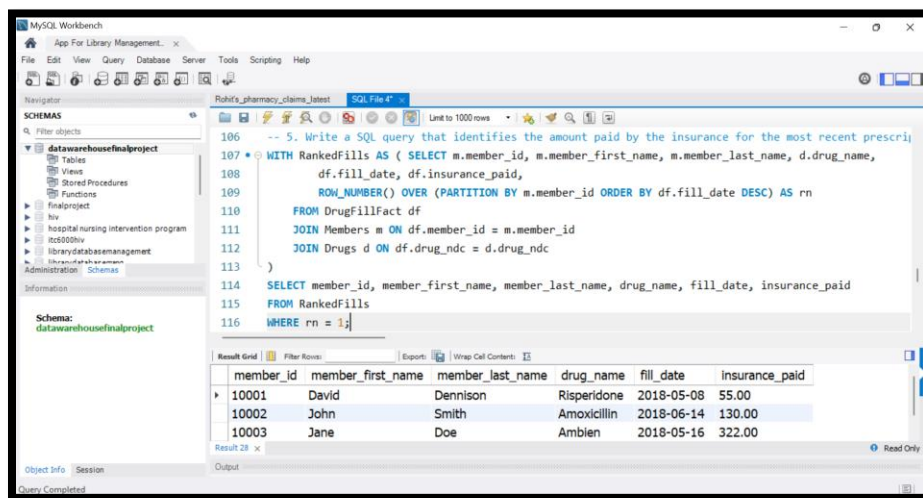 MySQL Workbench
App For Library Management..
File Edit View Query Database Server Tools Scripting Help
Navigator
SCHEMAS
Filter objects
datawarehousefinalproject
Tables
Views
Stored Procedures
Functions
finalproject
hiv
hospital nursing intervention program
itc6000hiv
librarydatabasemanagement
Administration Schemas
Information
Schema:
datawarehousefinalproject
Object Info Session
Query Completed
Rohit's_pharmacy_claims_latest SQL File 4*
Limit to 1000 rows
106 -- 5. Write a SQL query that identifies the amount paid by the insurance for the most recent prescrip
107 WITH RankedFills AS ( SELECT m.member_id, m.member_first_name, m.member_last_name, d.drug_name,
108 df.fill_date, df.insurance_paid,
109 ROW_NUMBER() OVER (PARTITION BY m.member_id ORDER BY df.fill_date DESC) AS rn
110 FROM DrugFillFact df
111 JOIN Members m ON df.member_id = m.member_id
112 JOIN Drugs d ON df.drug_ndc = d.drug_ndc
113 )
114 SELECT member_id, member_first_name, member_last_name, drug_name, fill_date, insurance_paid
115 FROM RankedFills
116 WHERE rn = 1;
Result Grid Filter Rows: Export: Wrap Cell Content:
member_id member_first_name member_last_name drug_name fill_date insurance_paid
10001 David Dennison Risperidone 2018-05-08 55.00
10002 John Smith Amoxicillin 2018-06-14 130.00
10003 Jane Doe Ambien 2018-05-16 322.00
Result 28 Read Only
Output